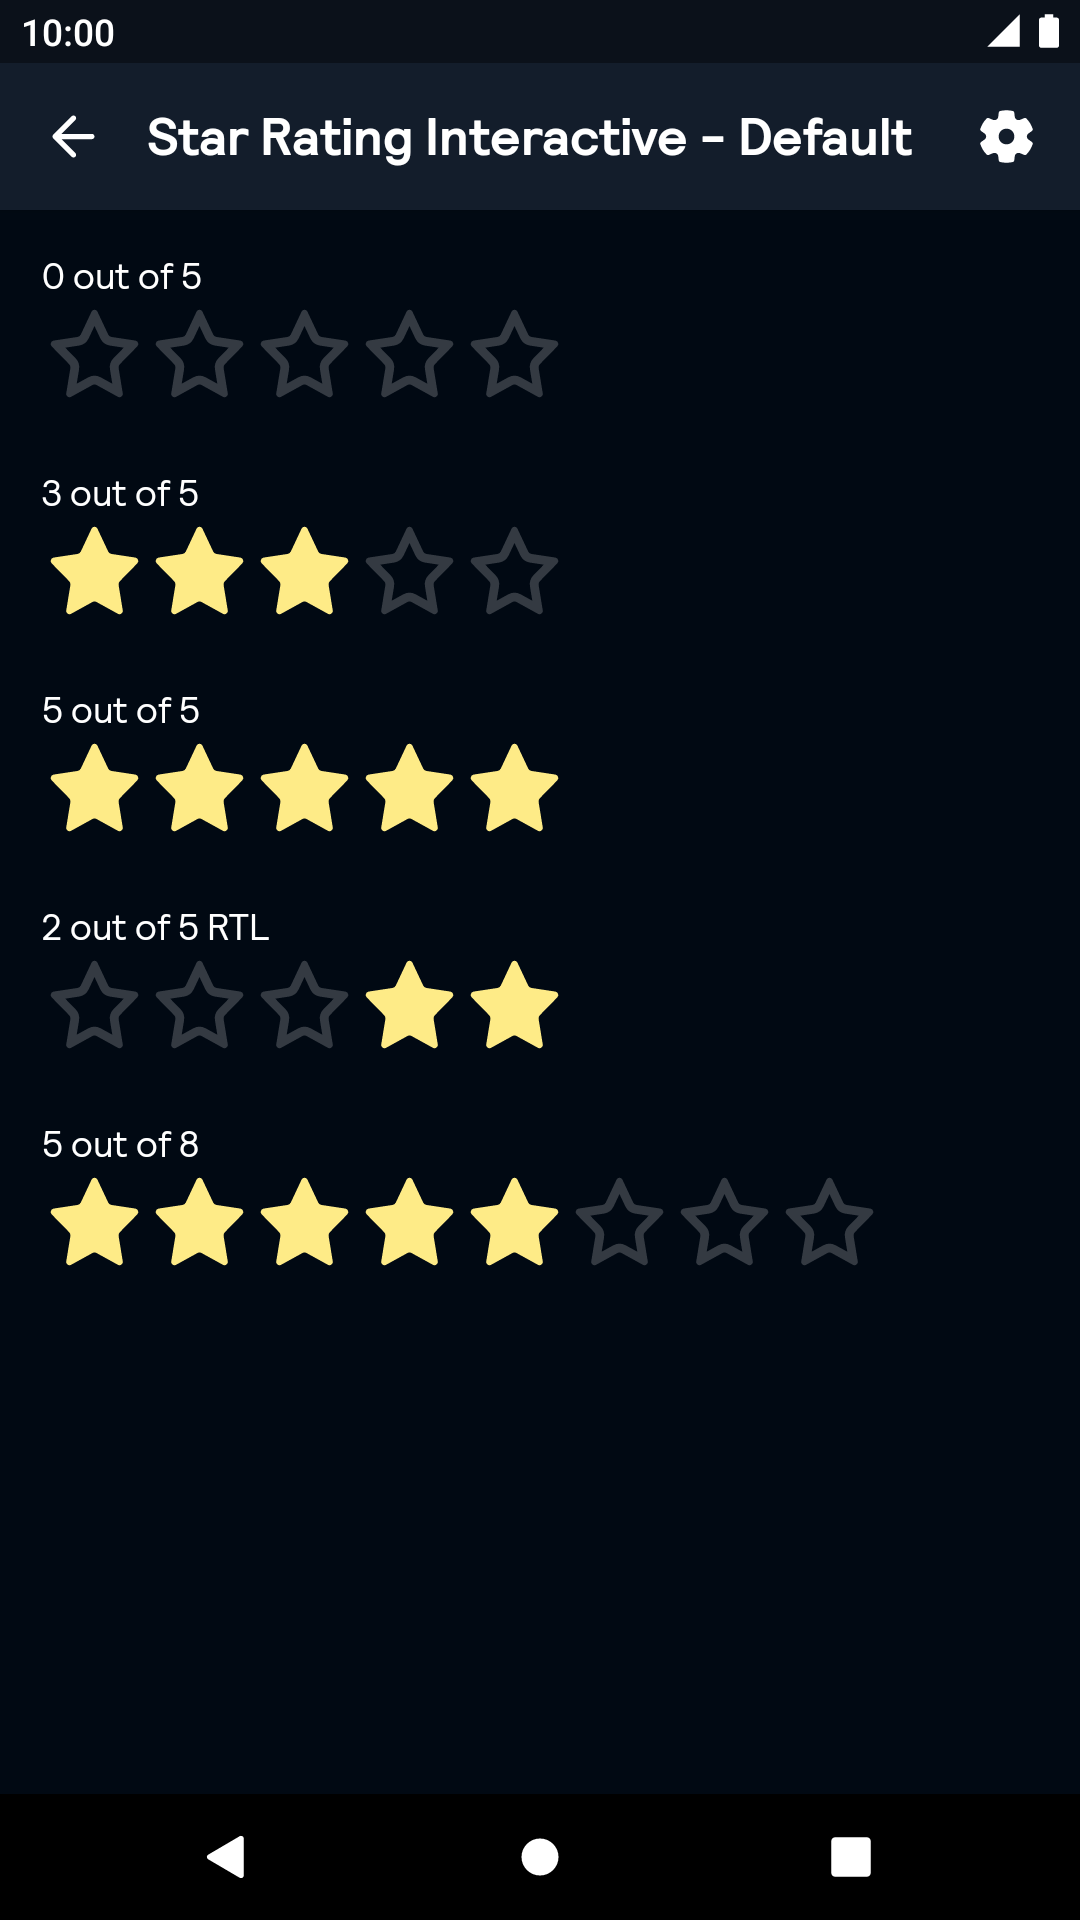 10:00
Star Rating Interactive - Default
0 out of 5
3 out of 5
5 out of 5
2 out of 5 RTL
5 out of 8